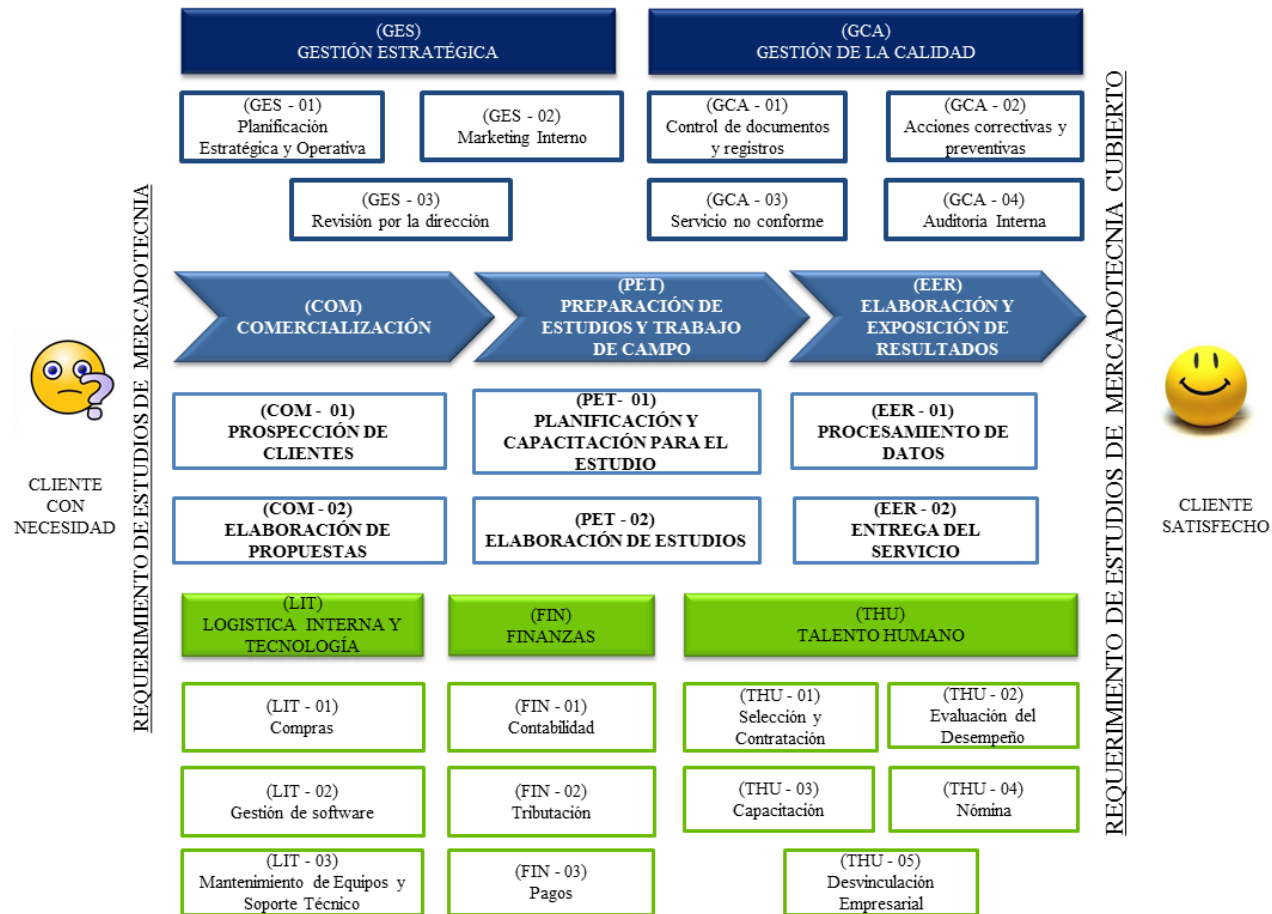 (GES)
GESTIÓN ESTRATÉGICA
(GCA)
GESTIÓN DE LA CALIDAD
(GES - 01)
Planificación
Estratégica y Operativa
(GES - 02)
Marketing Interno
(GCA - 01)
Control de documentos
y registros
(GCA - 02)
Acciones correctivas y
preventivas
(GES - 03)
Revisión por la dirección
(GCA - 03)
Servicio no conforme
(GCA - 04)
Auditoria Interna
REQUERIMIENTO DE ESTUDIOS DE MERCADOTECNIA
CLIENTE
CON
NECESIDAD
(COM)
COMERCIALIZACIÓN
(PET)
PREPARACIÓN DE
ESTUDIOS Y TRABAJO
DE CAMPO
(EER)
ELABORACIÓN Y
EXPOSICIÓN DE
RESULTADOS
(COM - 01)
PROSPECCIÓN DE
CLIENTES
(PET- 01)
PLANIFICACIÓN Y
CAPACITACIÓN PARA EL
ESTUDIO
(EER - 01)
PROCESAMIENTO DE
DATOS
(COM - 02)
ELABORACIÓN DE
PROPUESTAS
(PET - 02)
ELABORACIÓN DE ESTUDIOS
(EER - 02)
ENTREGA DEL
SERVICIO
REQUERIMIENTO DE ESTUDIOS DE MERCADOTECNIA CUBIERTO
CLIENTE
SATISFECHO
(LIT)
LOGISTICA INTERNA Y
TECNOLOGÍA
(FIN)
FINANZAS
(THU)
TALENTO HUMANO
(LIT - 01)
Compras
(FIN - 01)
Contabilidad
(THU - 01)
Selección y
Contratación
(THU - 02)
Evaluación del
Desempeño
(LIT - 02)
Gestión de software
(FIN - 02)
Tributación
(THU - 03)
Capacitación
(THU - 04)
Nómina
(LIT - 03)
Mantenimiento de Equipos y
Soporte Técnico
(FIN - 03)
Pagos
(THU - 05)
Desvinculación
Empresarial